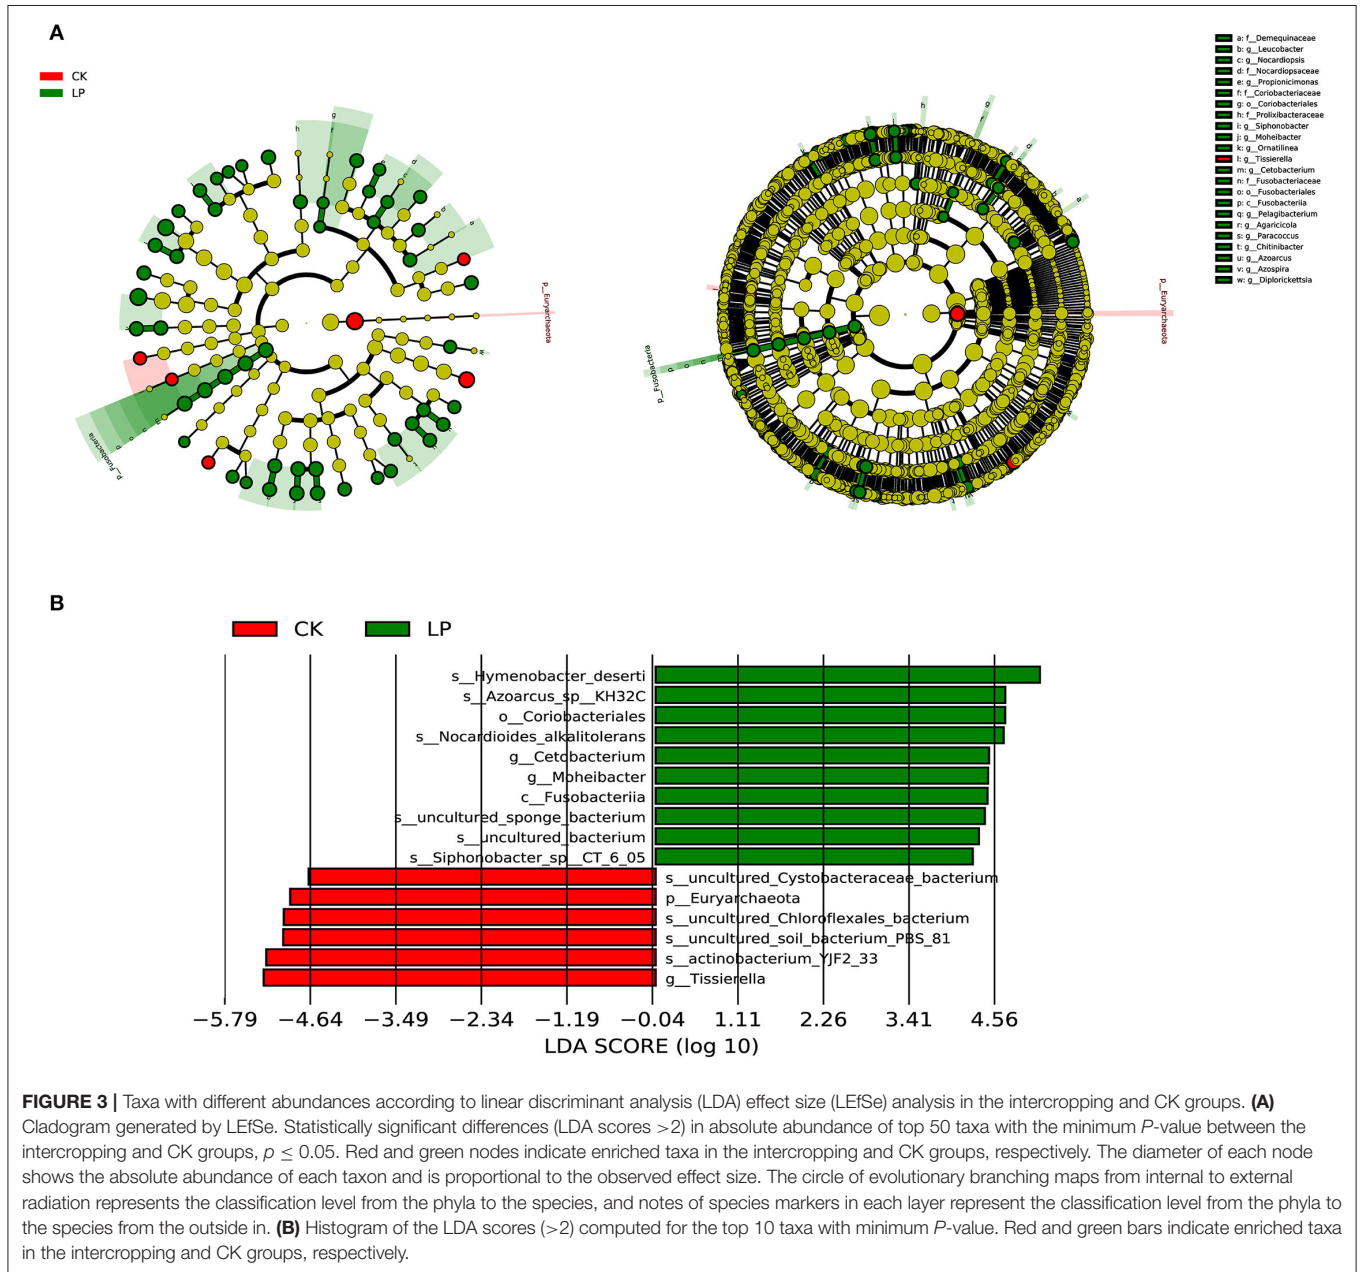 A
CK
LP
p__Euryarchaeota
p__Fusobacteria
h
g
f
w
p__Euryarchaeota
p__Fusobacteria
h
g
f
a: f__Demequinaceae
b: g__Leucobacter
c: g__Nocardiopsis
d: f__Nocardiopsaceae
e: g__Propionicimonas
f: f__Coriobacteriaceae
g: o__Coriobacteriales
h: f__Prolixibacteraceae
i: g__Siphonobacter
j: g__Moheibacter
k: g__Ornatilinea
l: g__Tissierella
m: g__Cetobacterium
n: f__Fusobacteriaceae
o: o__Fusobacteriales
p: c__Fusobacteriia
q: g__Pelagibacterium
r: g__Agaricicola
s: g__Paracoccus
t: g__Chitinibacter
u: g__Azoarcus
v: g__Azospira
w: g__Diplorickettsia
B
CK LP
s__Hymenobacter_deserti
s__Azoarcus_sp__KH32C
o__Coriobacteriales
s__Nocardioides_alkalitolerans
g__Cetobacterium
g__Moheibacter
c__Fusobacteriia
s__uncultured_sponge_bacterium
s__uncultured_bacterium
s__Siphonobacter_sp__CT_6_05
s__uncultured_Cystobacteraceae_bacterium
p__Euryarchaeota
s__uncultured_Chloroflexales_bacterium
s__uncultured_soil_bacterium_PBS_81
s__actinobacterium_YJF2_33
g__Tissierella
−5.79 −4.64 −3.49 −2.34 −1.19 −0.04 1.11 2.26 3.41 4.56
LDA SCORE (log 10)
FIGURE 3 | Taxa with different abundances according to linear discriminant analysis (LDA) effect size (LEfSe) analysis in the intercropping and CK groups. (A)
Cladogram generated by LEfSe. Statistically significant differences (LDA scores >2) in absolute abundance of top 50 taxa with the minimum P-value between the
intercropping and CK groups, p ≤ 0.05. Red and green nodes indicate enriched taxa in the intercropping and CK groups, respectively. The diameter of each node
shows the absolute abundance of each taxon and is proportional to the observed effect size. The circle of evolutionary branching maps from internal to external
radiation represents the classification level from the phyla to the species, and notes of species markers in each layer represent the classification level from the phyla to
the species from the outside in. (B) Histogram of the LDA scores (>2) computed for the top 10 taxa with minimum P-value. Red and green bars indicate enriched taxa
in the intercropping and CK groups, respectively.